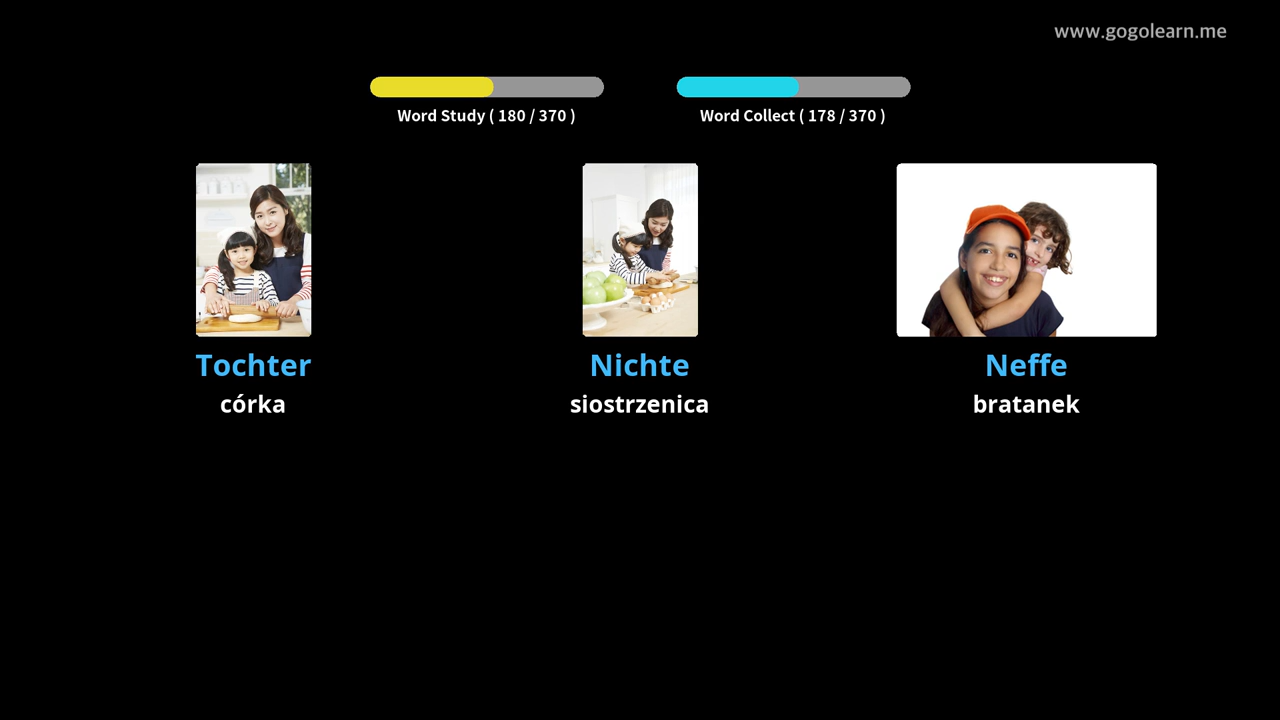 www.gogolearn.me
Word Study ( 180 / 370 )
Word Collect ( 178 / 370 )
Tochter
córka
Nichte
siostrzenica
Neffe
bratanek